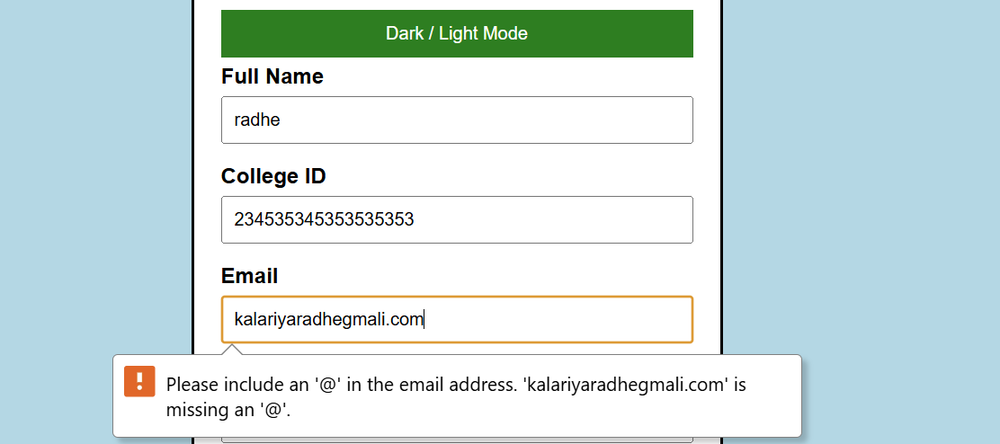 Dark / Light Mode
Full Name
radhe
College ID
234535345353535353
Email
kalariyaradhegmali.com
Please include an '@' in the email address. 'kalariyaradhegmali.com' is
missing an '@'.